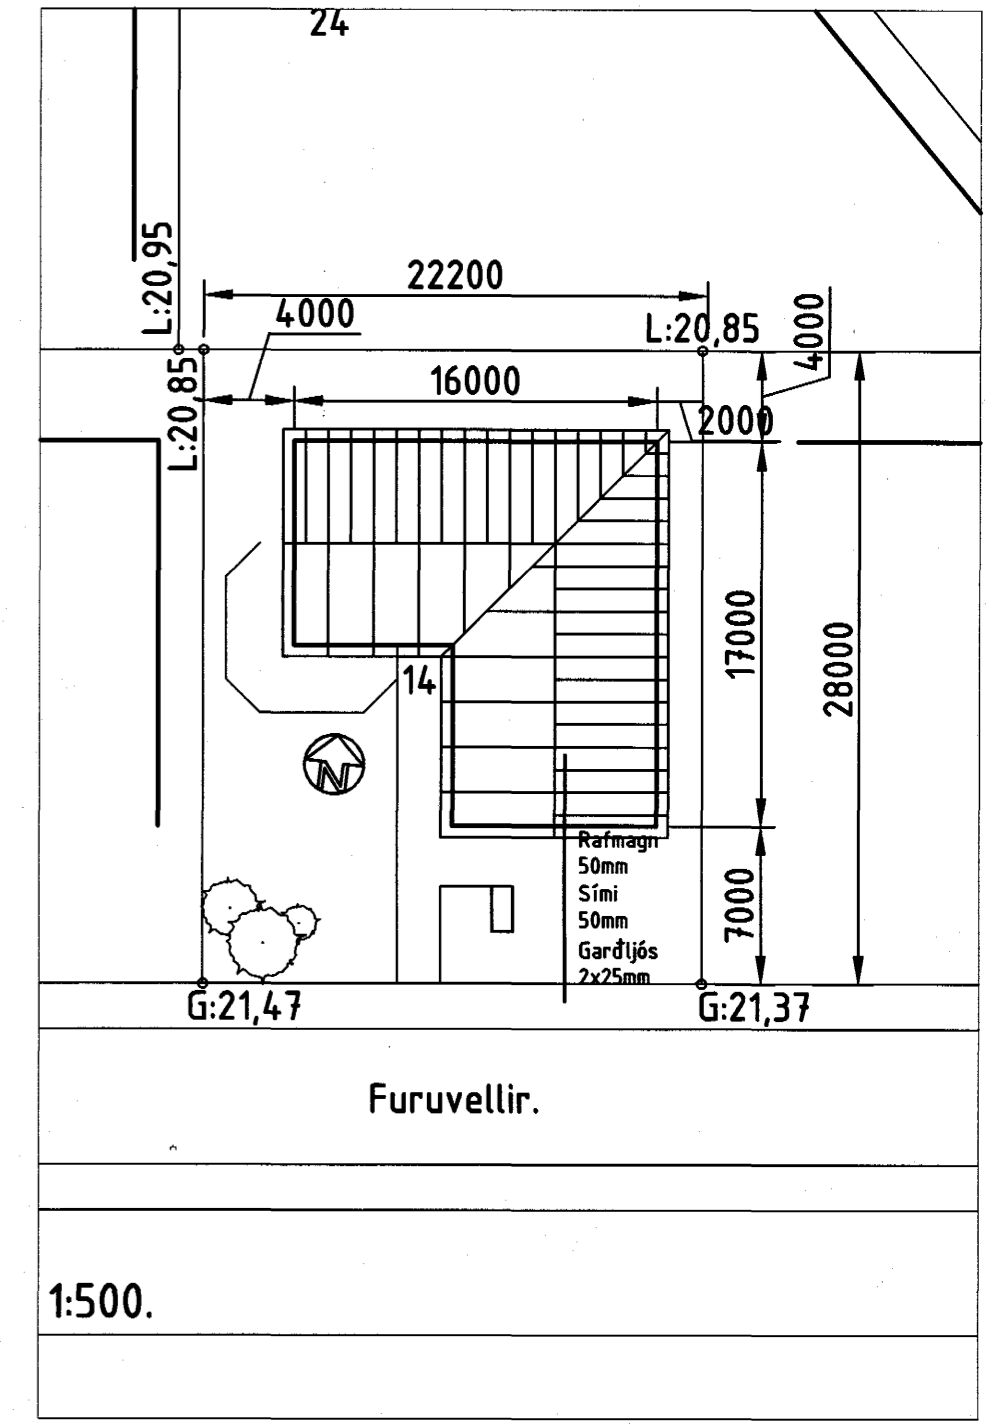 24
L:20,95
22200
4000
L:20,85
4000
L:20,85
16000
2000
17000
28000
14
N
Rafmagn
50mm
Sími
50mm
Garðljós
2x25mm
7000
G:21,47
G:21,37
Furuvellir.
1:500.